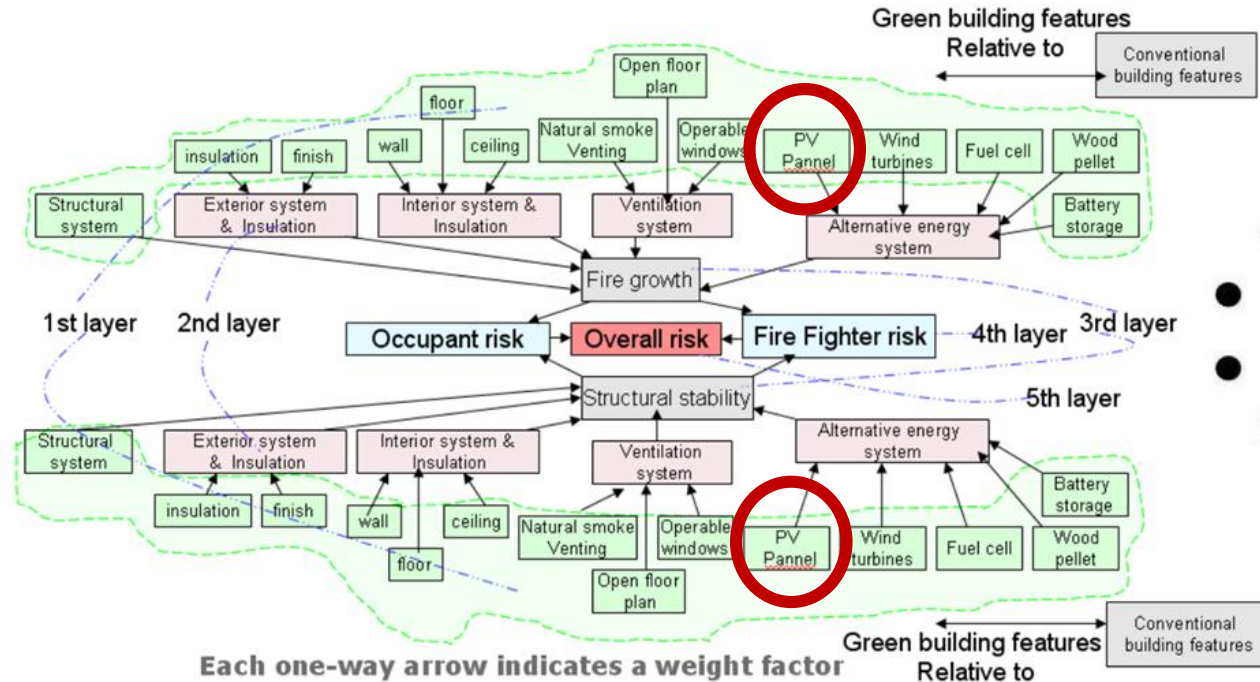 Green building features
Relative to
Conventional
building features
Open floor
plan
floor
insulation
finish
wall
ceiling
Natural smoke
Venting
Operable
windows
PV
Pannel
Wind
turbines
Fuel cell
Wood
pellet
Structural
system
Exterior system
& Insulation
Interior system &
Insulation
Ventilation
system
Alternative energy
system
Battery
storage
Fire growth
1st layer
2nd layer
Occupant risk
Overall risk
Fire Fighter risk
4th layer
3rd layer
5th layer
Structural stability
Structural
system
Exterior system
& Insulation
Interior system &
Insulation
Ventilation
system
Alternative energy
system
Battery
storage
insulation
finish
wall
floor
ceiling
Natural smoke
Venting
Open floor
plan
Operable
windows
PV
Pannel
Wind
turbines
Fuel cell
Wood
pellet
Green building features
Relative to
Conventional
building features
Each one-way arrow indicates a weight factor